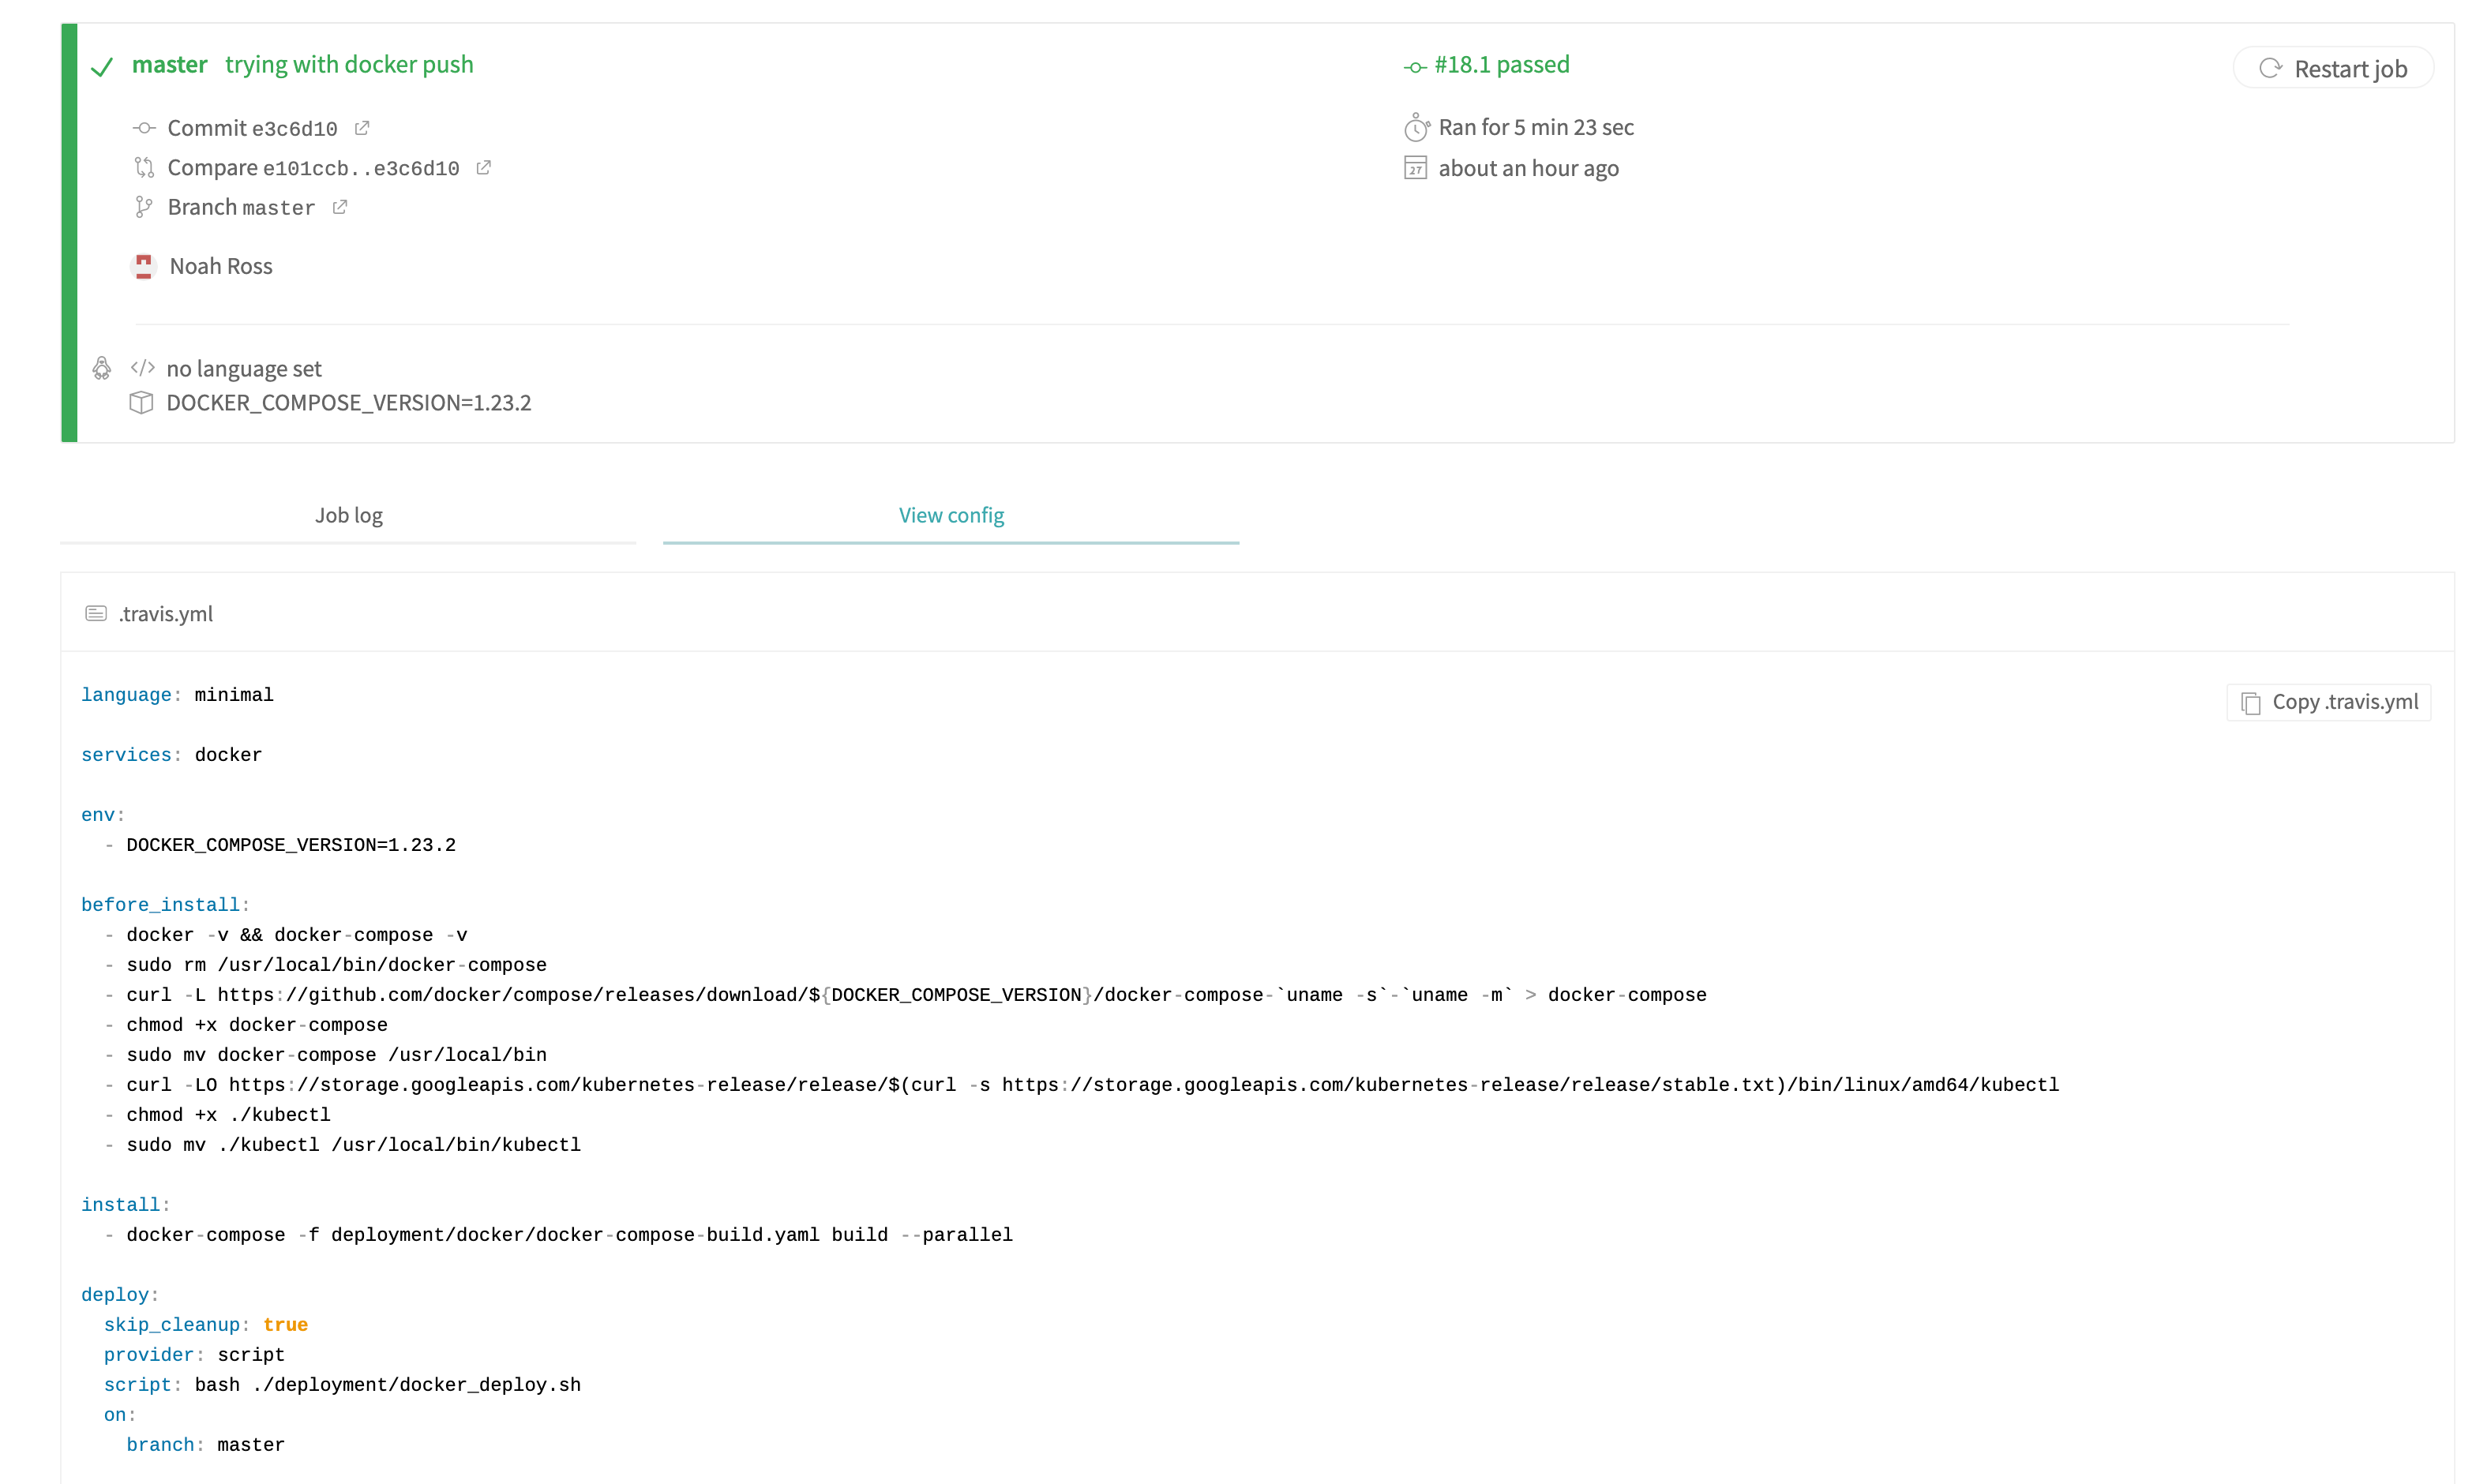 master trying with docker push
#18.1 passed
Restart job
Commit e3c6d10
Ran for 5 min 23 sec
Compare e101ccb..e3c6d10
27 about an hour ago
Branch master
Noah Ross
</> no language set
DOCKER_COMPOSE_VERSION=1.23.2
Job log
View config
.travis.yml
Copy .travis.yml
language: minimal
services: docker
env:
- DOCKER_COMPOSE_VERSION=1.23.2
before_install:
- docker -v && docker-compose -v
- sudo rm /usr/local/bin/docker-compose
- curl -L https://github.com/docker/compose/releases/download/${DOCKER_COMPOSE_VERSION}/docker-compose-`uname -s`-`uname -m` > docker-compose
- chmod +x docker-compose
- sudo mv docker-compose /usr/local/bin
- curl -LO https://storage.googleapis.com/kubernetes-release/release/$(curl -s https://storage.googleapis.com/kubernetes-release/release/stable.txt)/bin/linux/amd64/kubectl
- chmod +x ./kubectl
- sudo mv ./kubectl /usr/local/bin/kubectl
install:
- docker-compose -f deployment/docker/docker-compose-build.yaml build --parallel
deploy:
skip_cleanup: true
provider: script
script: bash ./deployment/docker_deploy.sh
on:
branch: master